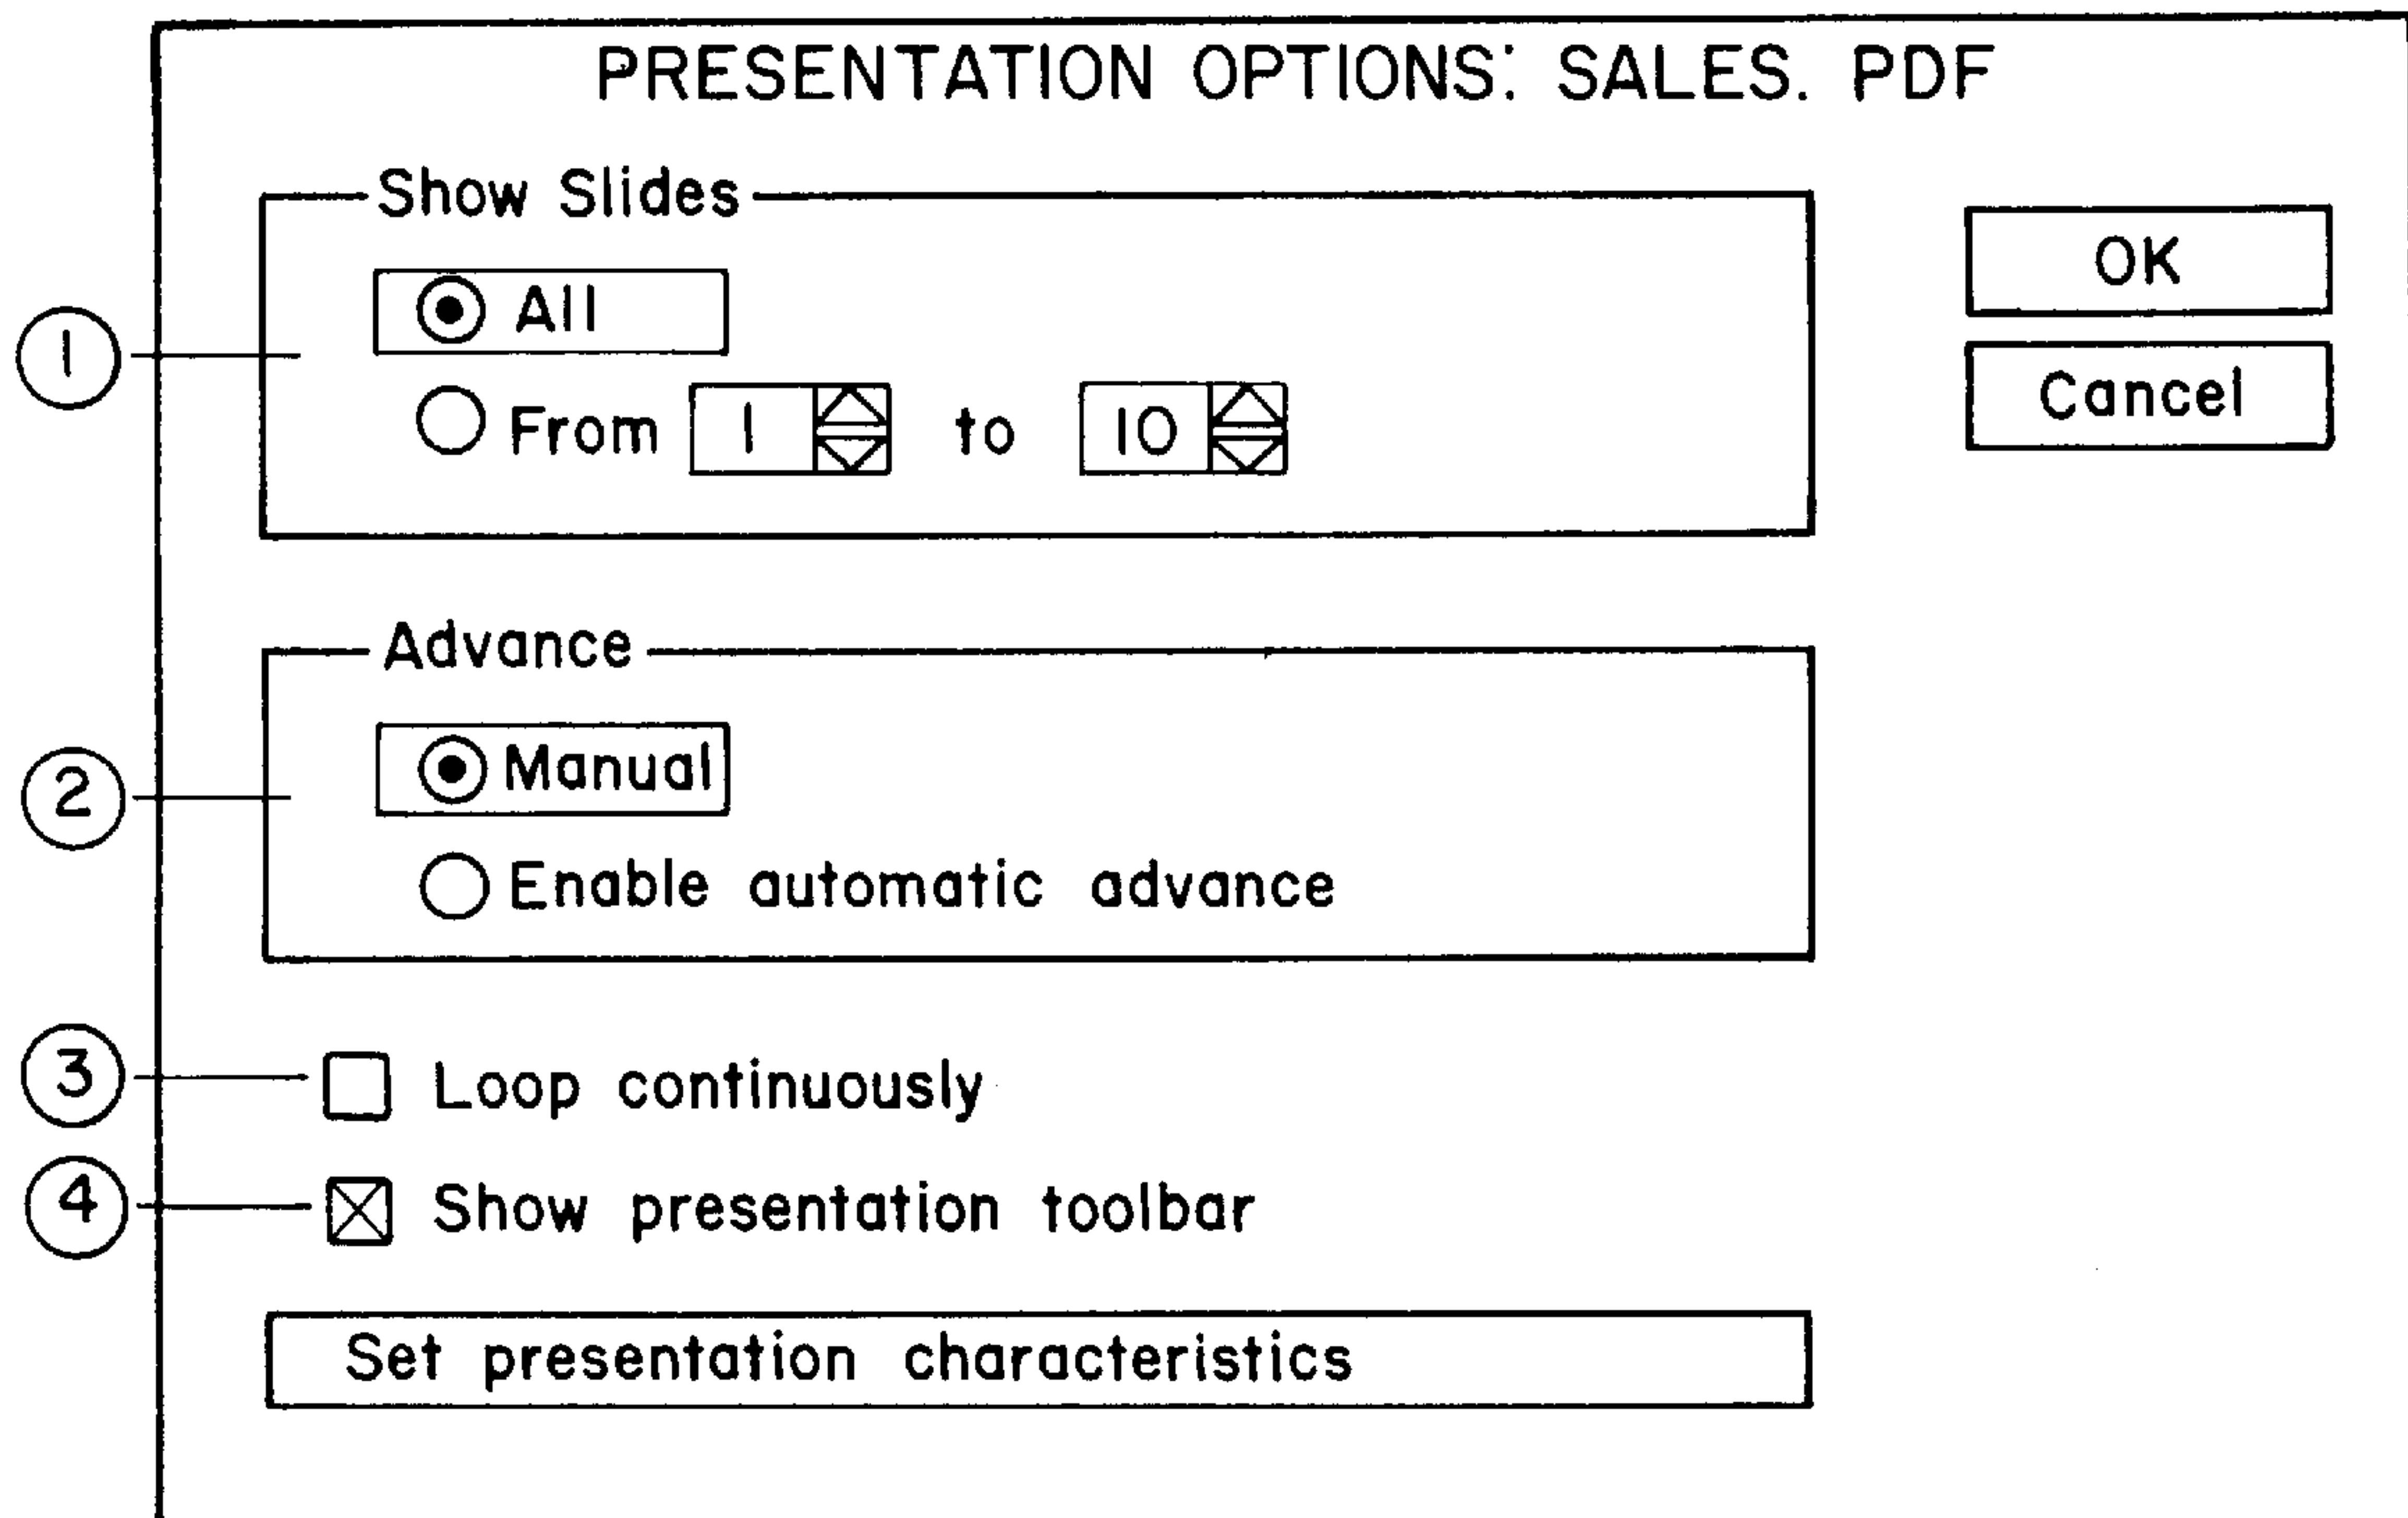 PRESENTATION OPTIONS: SALES. PDF
Show Slides
All
OK
1
From 1 to 10
Cancel
Advance
Manual
2
Enable automatic advance
3 Loop continuously
4 Show presentation toolbar
Set presentation characteristics